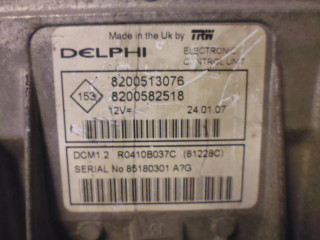 Made in the Uk by TRW
DELPHI ELECTRONIC
CONTROL UNIT
8200513076
153 8200582518
12V= 24.01.07
DCM1.2 R0410B037C (81228C)
SERIAL No 85180301 A7G